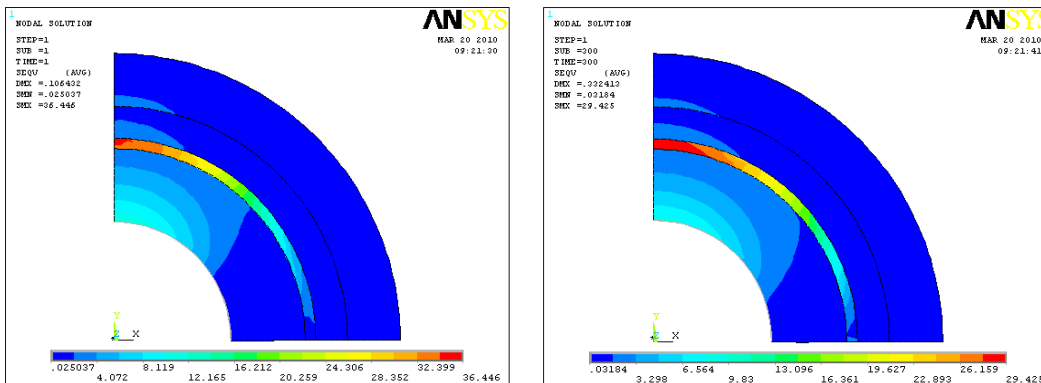 1
NODAL SOLUTION
ANSYS
STEP=1
SUB =1
TIME=1
SEQV (AVG)
DMX =.106432
SMN =.025037
SMX =36.446
MAR 20 2010
09:21:30
Y
Z X
.025037 8.119 16.212 24.306 32.399
4.072 12.165 20.259 28.352 36.446
1
NODAL SOLUTION
ANSYS
STEP=1
SUB =300
TIME=300
SEQV (AVG)
DMX =.332413
SMN =.03184
SMX =29.425
MAR 20 2010
09:21:41
Y
Z X
.03184 6.564 13.096 19.627 26.159
3.298 9.83 16.361 22.893 29.425